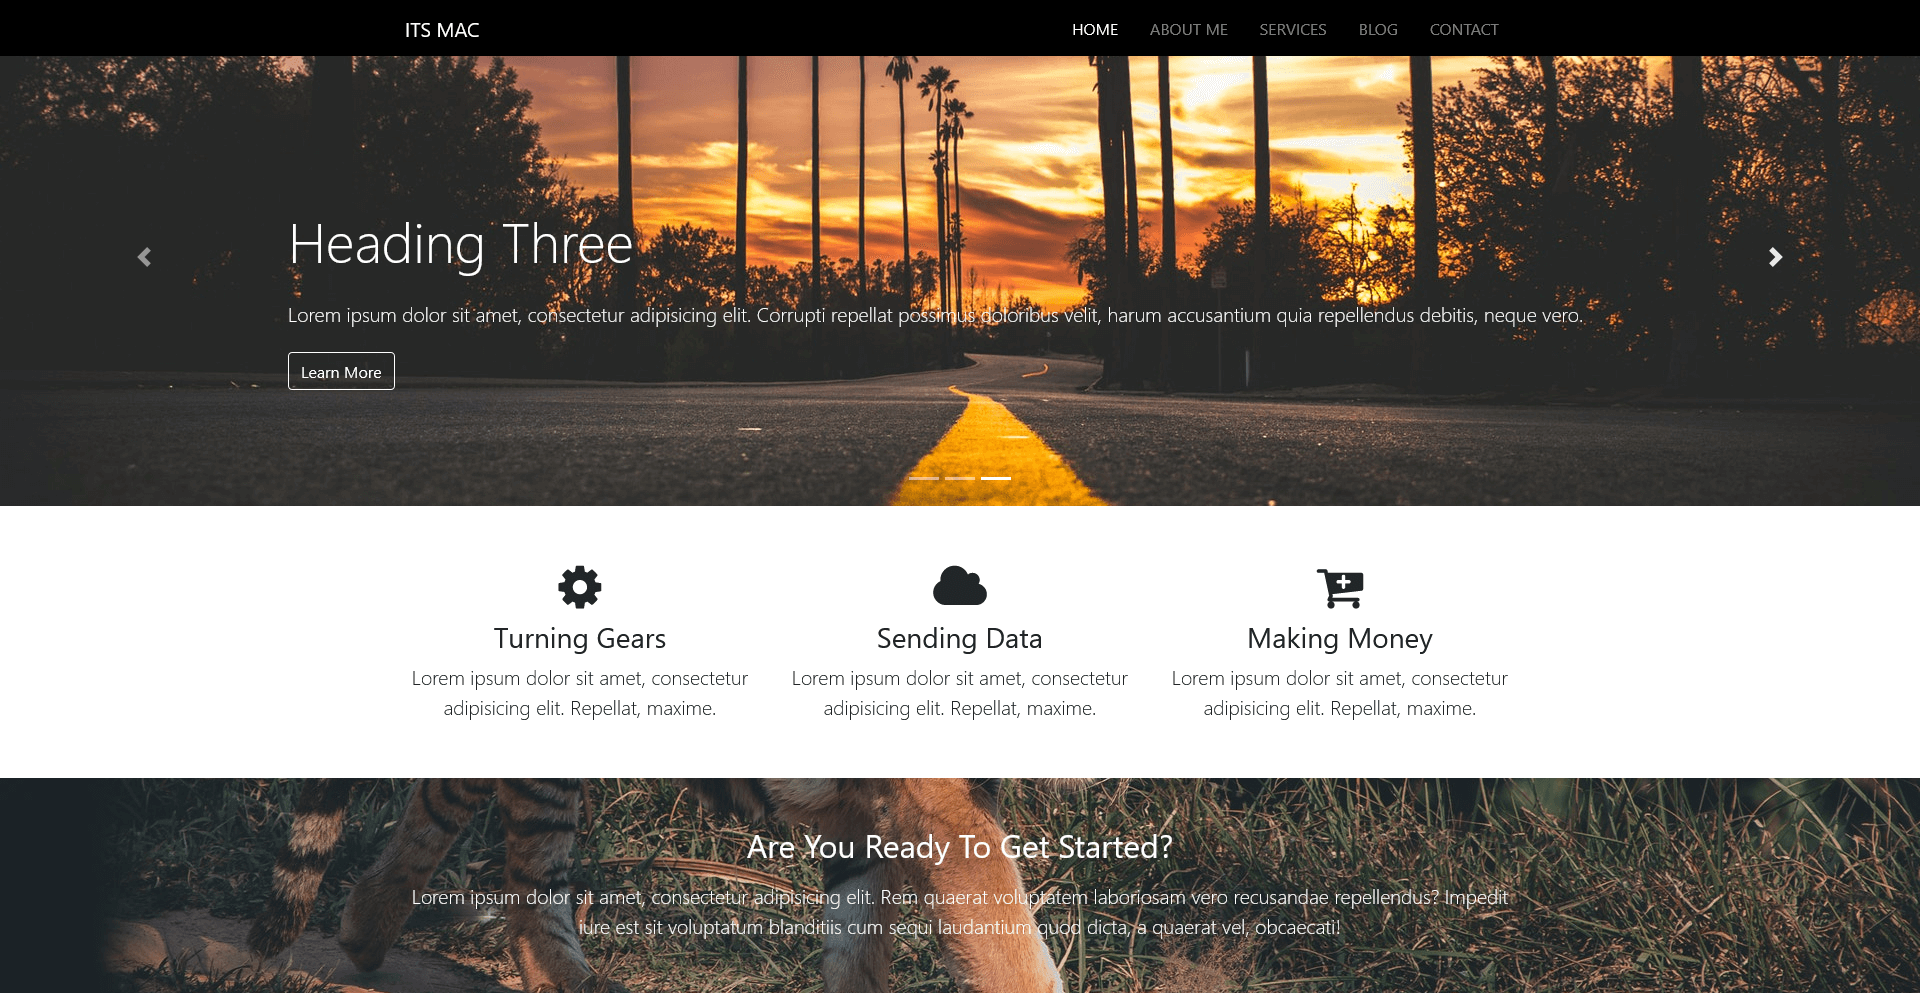 ITS MAC
HOME
ABOUT ME
SERVICES
BLOG
CONTACT
Heading Three
Lorem ipsum dolor sit amet, consectetur adipisicing elit. Corrupti repellat possimus doloribus velit, harum accusantium quia repellendus debitis, neque vero.
Learn More
Turning Gears
Lorem ipsum dolor sit amet, consectetur
adipisicing elit. Repellat, maxime.
Sending Data
Lorem ipsum dolor sit amet, consectetur
adipisicing elit. Repellat, maxime.
Making Money
Lorem ipsum dolor sit amet, consectetur
adipisicing elit. Repellat, maxime.
Are You Ready To Get Started?
Lorem ipsum dolor sit amet, consectetur adipisicing elit. Rem quaerat voluptatem laboriosam vero recusandae repellendus? Impedit
iure est sit voluptatum blanditiis cum sequi laudantium quod dicta, a quaerat vel, obcaecati!